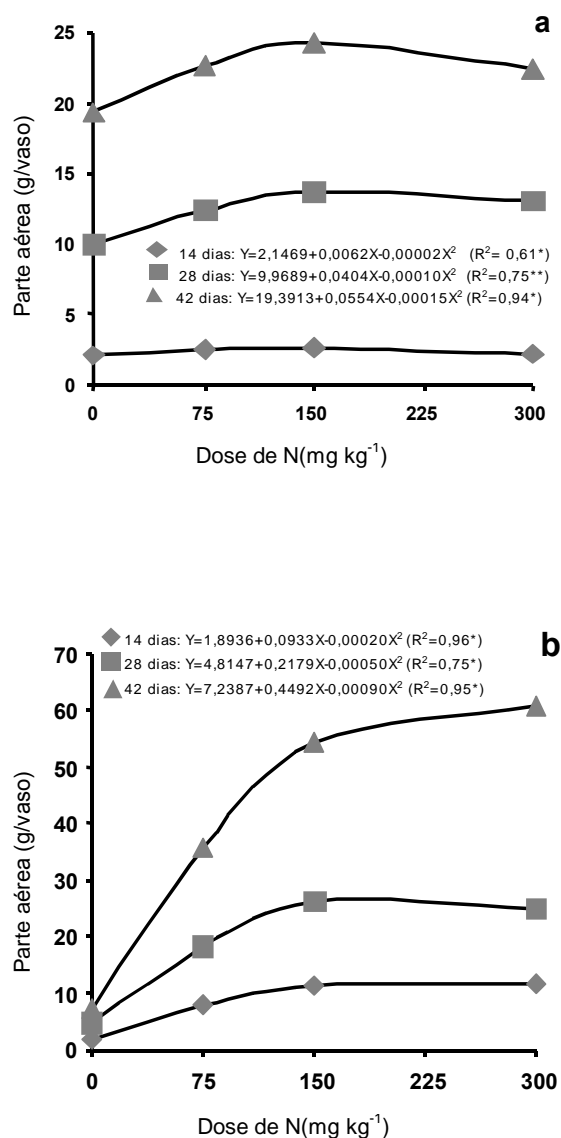 a
25
20
15
10
5
0
Parte aérea (g/vaso)
14 dias: Y=2,1469+0,0062X-0,00002X² (R²= 0,61*)
28 dias: Y=9,9689+0,0404X-0,00010X² (R²=0,75**)
42 dias: Y=19,3913+0,0554X-0,00015X² (R²=0,94*)
0 75 150 225 300
Dose de N(mg kg⁻¹)
b
14 dias: Y=1,8936+0,0933X-0,00020X² (R²=0,96*)
28 dias: Y=4,8147+0,2179X-0,00050X² (R²=0,75*)
42 dias: Y=7,2387+0,4492X-0,00090X² (R²=0,95*)
70
60
50
40
30
20
10
0
Parte aérea (g/vaso)
0 75 150 225 300
Dose de N(mg kg⁻¹)